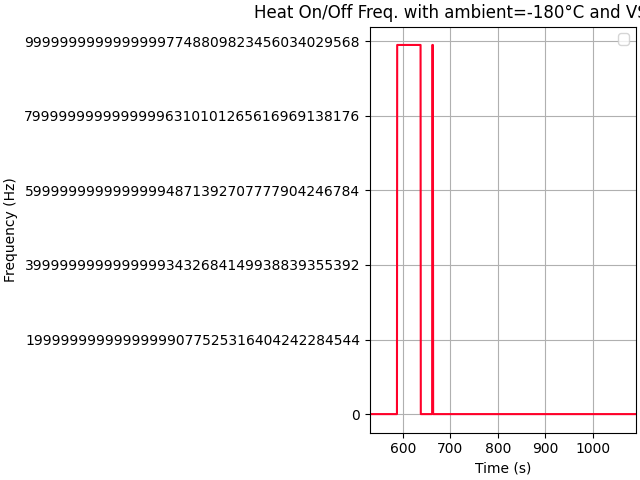 Heat On/Off Freq. with ambient=-180°C and VS
99999999999999997748809823456034029568
79999999999999996310101265616969138176
59999999999999994871392707777904246784
39999999999999993432684149938839355392
19999999999999999077525316404242284544
0
Frequency (Hz)
600 700 800 900 1000
Time (s)